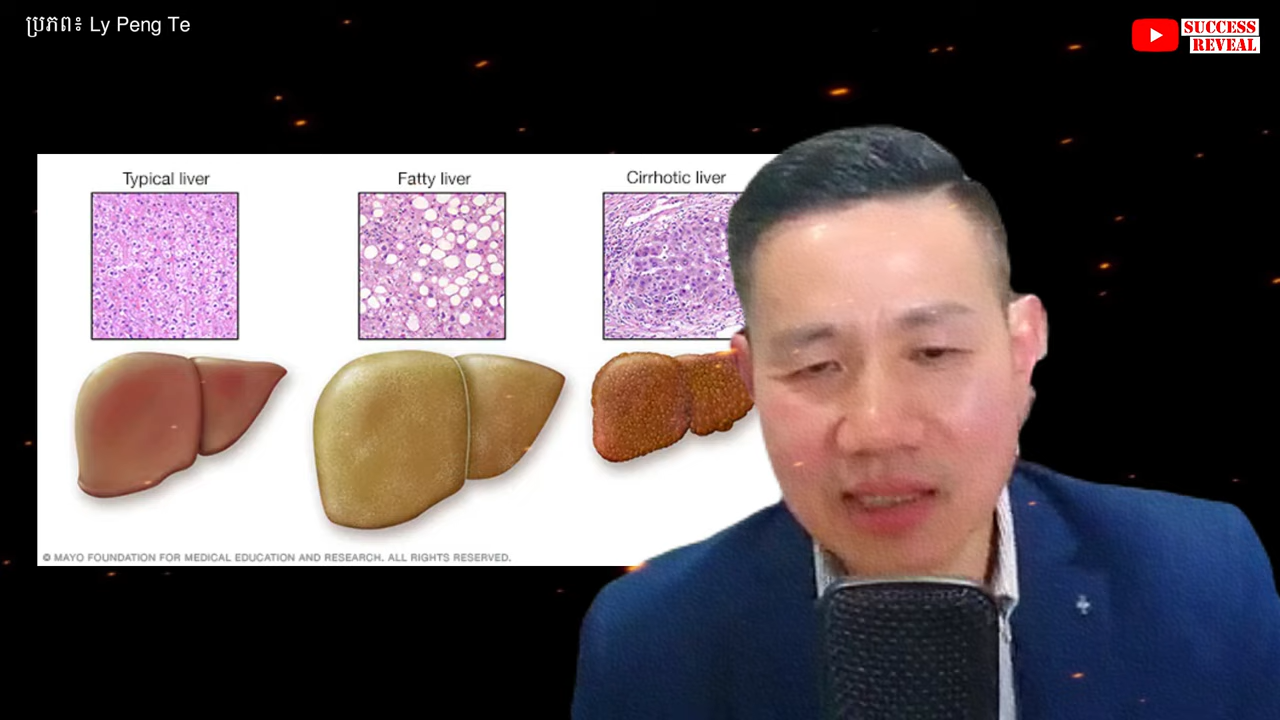 ប្រភព៖ Ly Peng Te
SUCCESS
REVEAL
Typical liver
Fatty liver
Cirrhotic liver
© MAYO FOUNDATION FOR MEDICAL EDUCATION AND RESEARCH. ALL RIGHTS RESERVED.